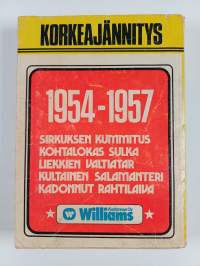 KORKEAJÄNNITYS
1954-1957
SIRKUKSEN KUMMITUS
KOHTALOKAS SULKA
LIEKKIEN VALTIATAR
KULTAINEN SALAMANTERI
KADONNUT RAHTILAIVA
Williams